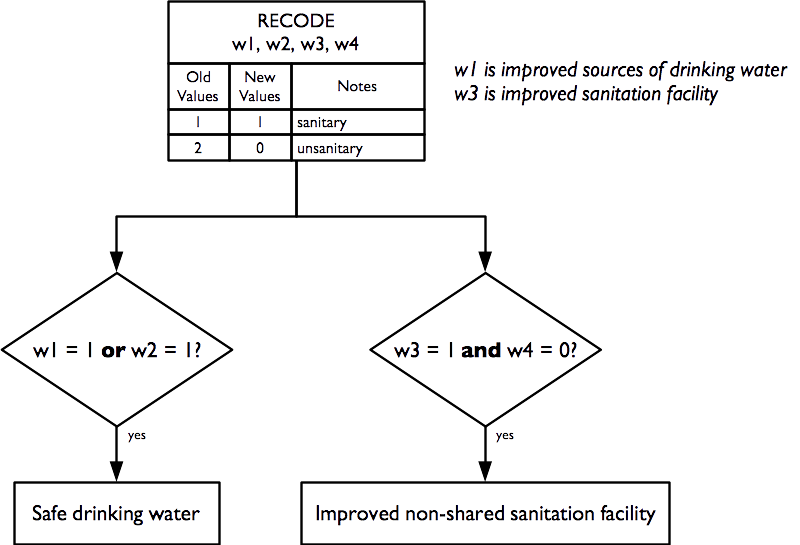 RECODE
w1, w2, w3, w4
Old Values
New Values
Notes
1 1 sanitary
2 0 unsanitary
w1 is improved sources of drinking water
w3 is improved sanitation facility
w1 = 1 or w2 = 1?
w3 = 1 and w4 = 0?
yes
yes
Safe drinking water
Improved non-shared sanitation facility